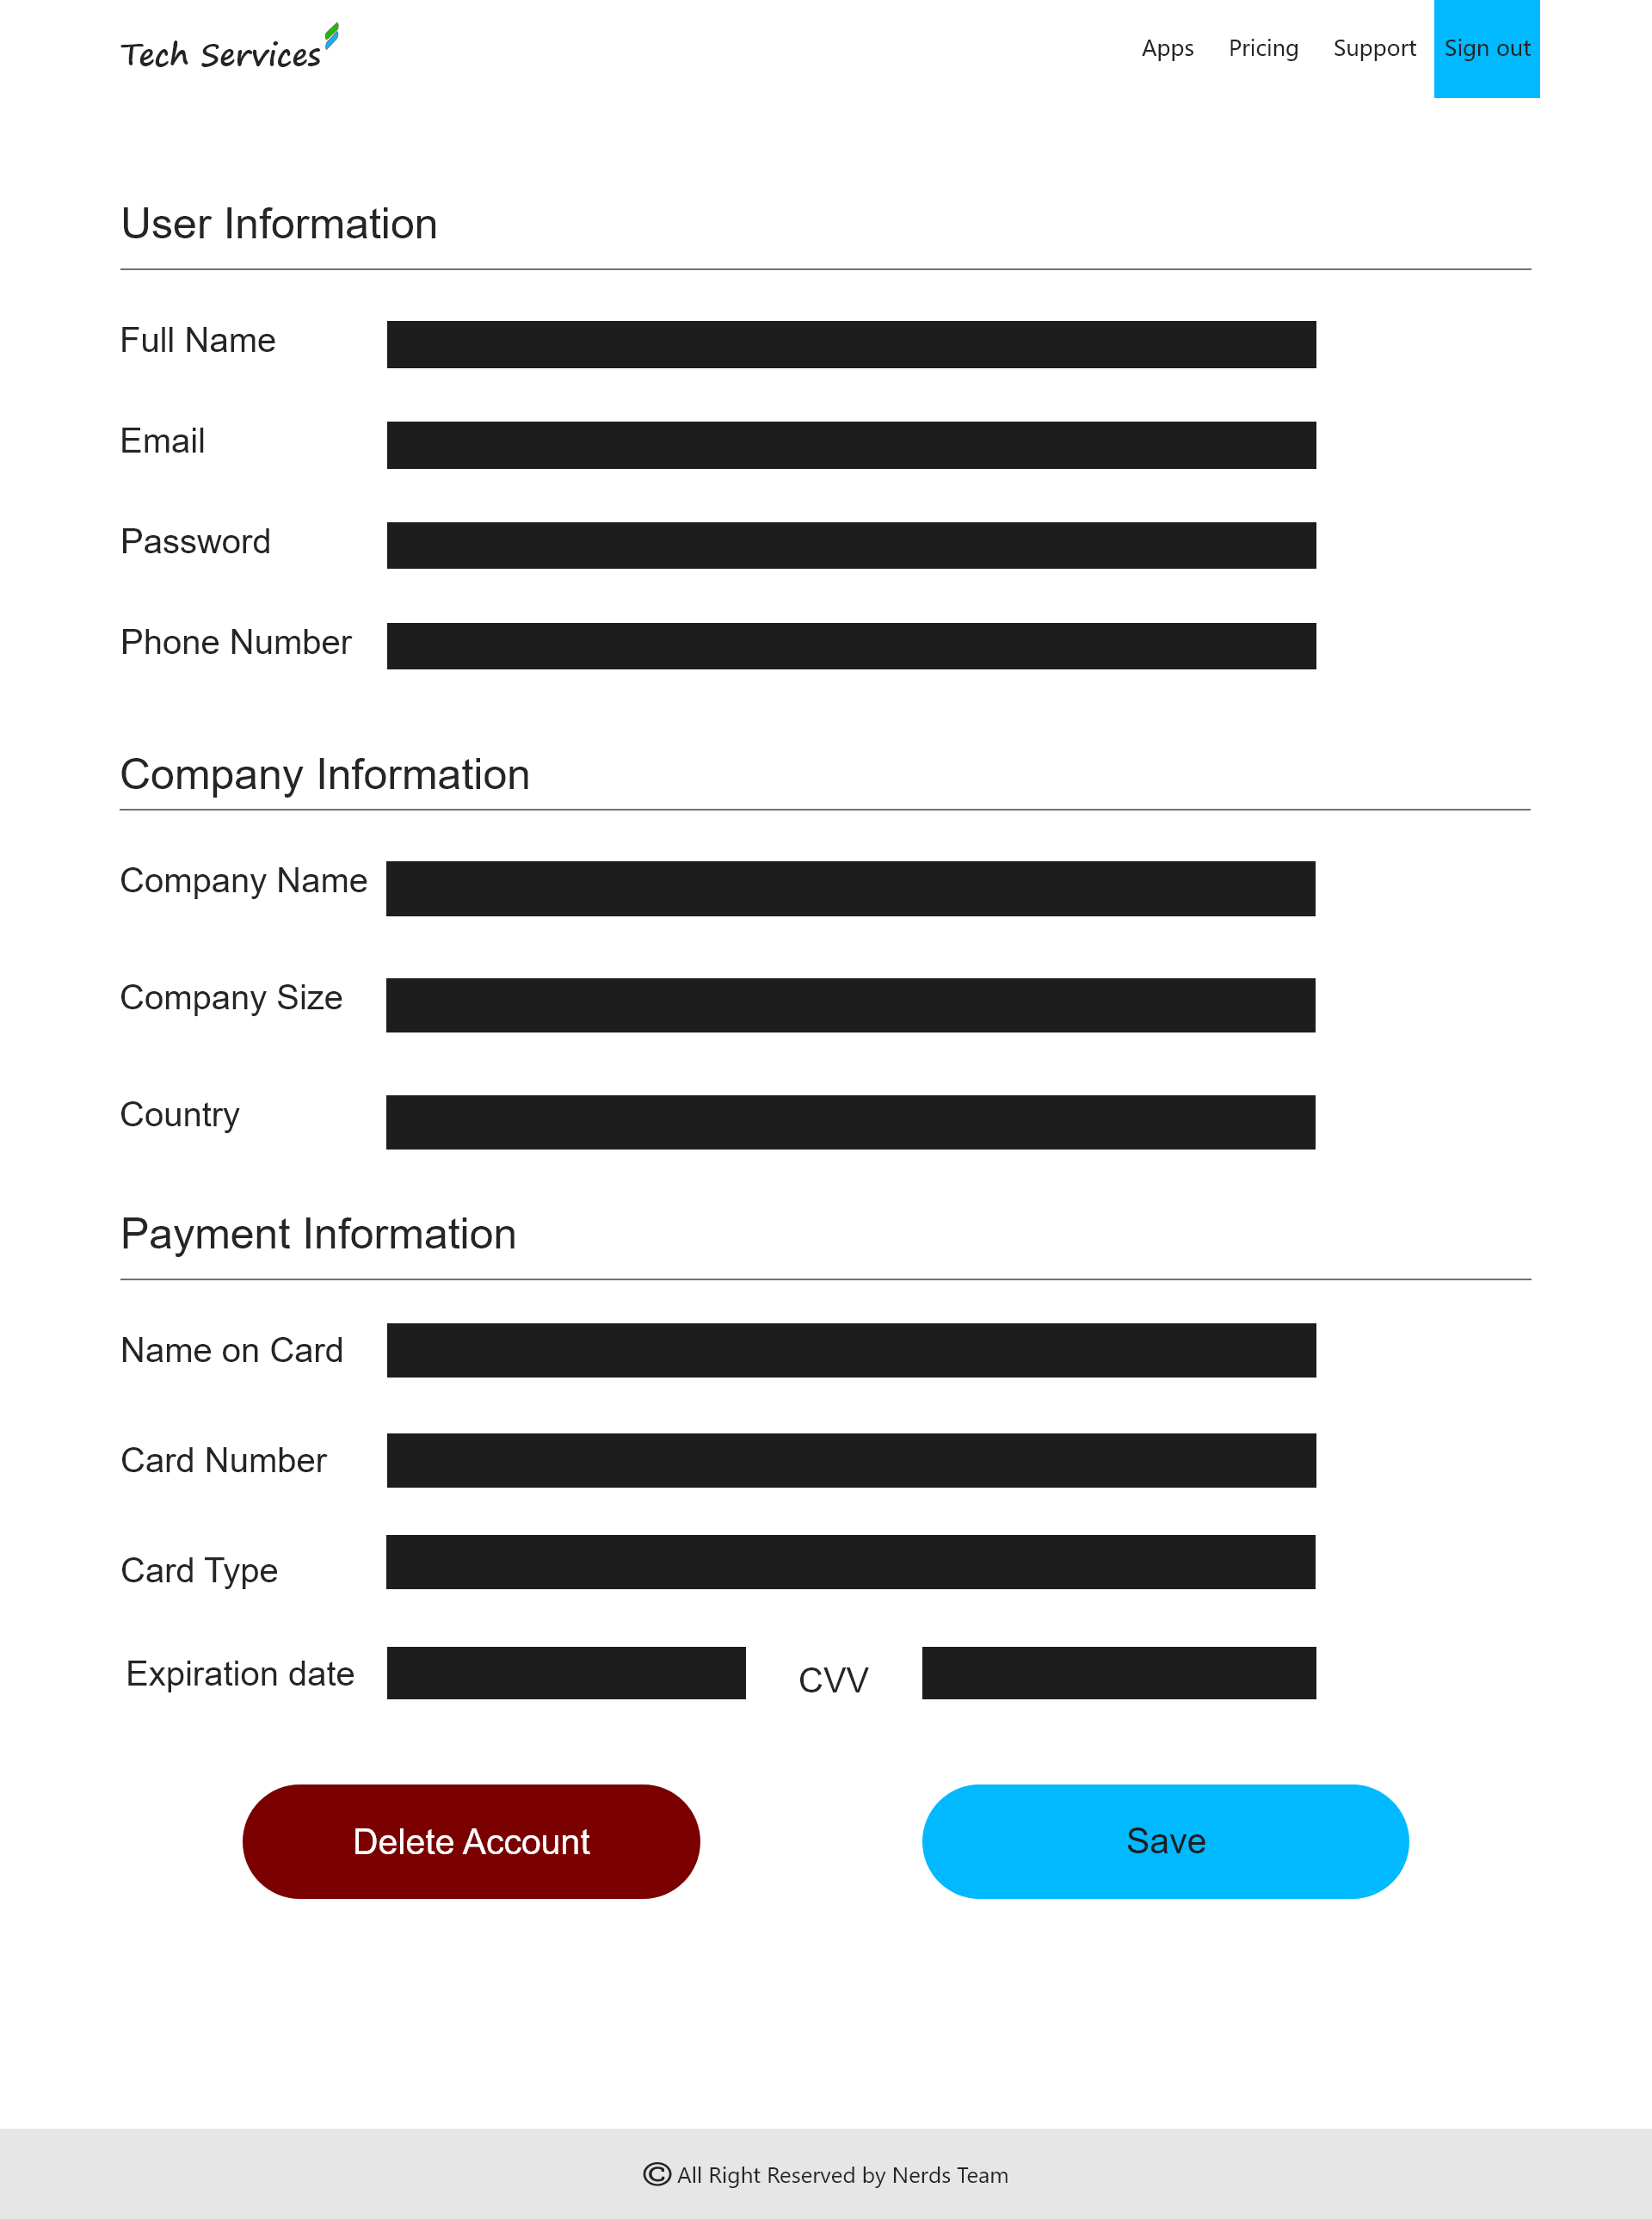 Tech Services
Apps Pricing Support Sign out
User Information
Full Name
Email
Password
Phone Number
Company Information
Company Name
Company Size
Country
Payment Information
Name on Card
Card Number
Card Type
Expiration date CVV
Delete Account Save
© All Right Reserved by Nerds Team